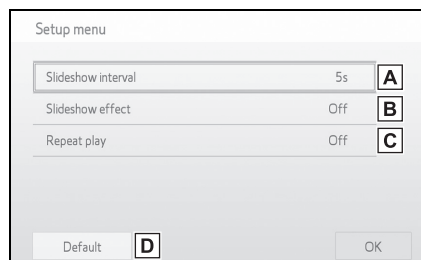 Setup menu
Slideshow interval 5s A
Slideshow effect Off B
Repeat play Off C
Default D OK